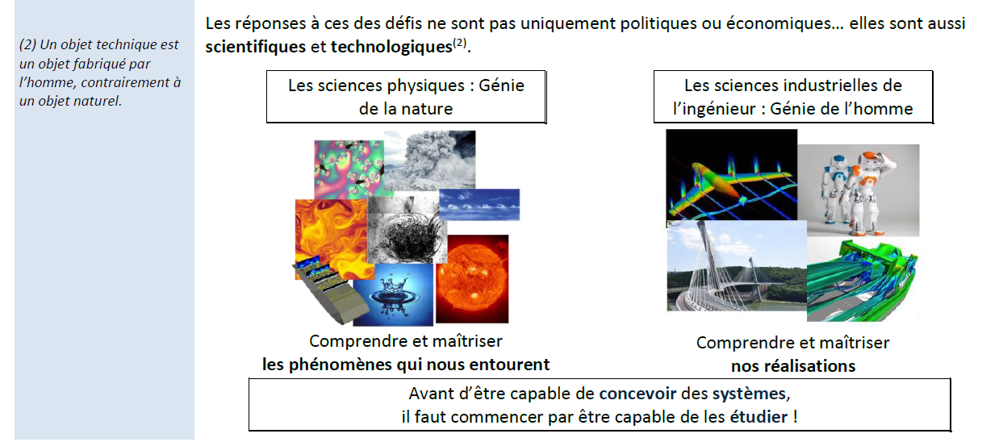 (2) Un objet technique est
un objet fabriqué par
l'homme, contrairement à
un objet naturel.
Les réponses à ces des défis ne sont pas uniquement politiques ou économiques… elles sont aussi
scientifiques et technologiques(2).
Les sciences physiques : Génie
de la nature
Les sciences industrielles de
l'ingénieur : Génie de l'homme
Comprendre et maîtriser
les phénomènes qui nous entourent
Comprendre et maîtriser
nos réalisations
Avant d'être capable de concevoir des systèmes,
il faut commencer par être capable de les étudier !